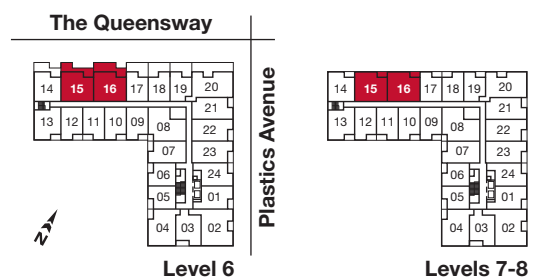 The Queensway
Plastics Avenue
14 15 16 17 18 19 20
21
13 12 11 10 09 08 22
07 23
06 24
05 01
04 03 02
N
Level 6
14 15 16 17 18 19 20
21
13 12 11 10 09 08 22
07 23
06 24
05 01
04 03 02
Levels 7-8